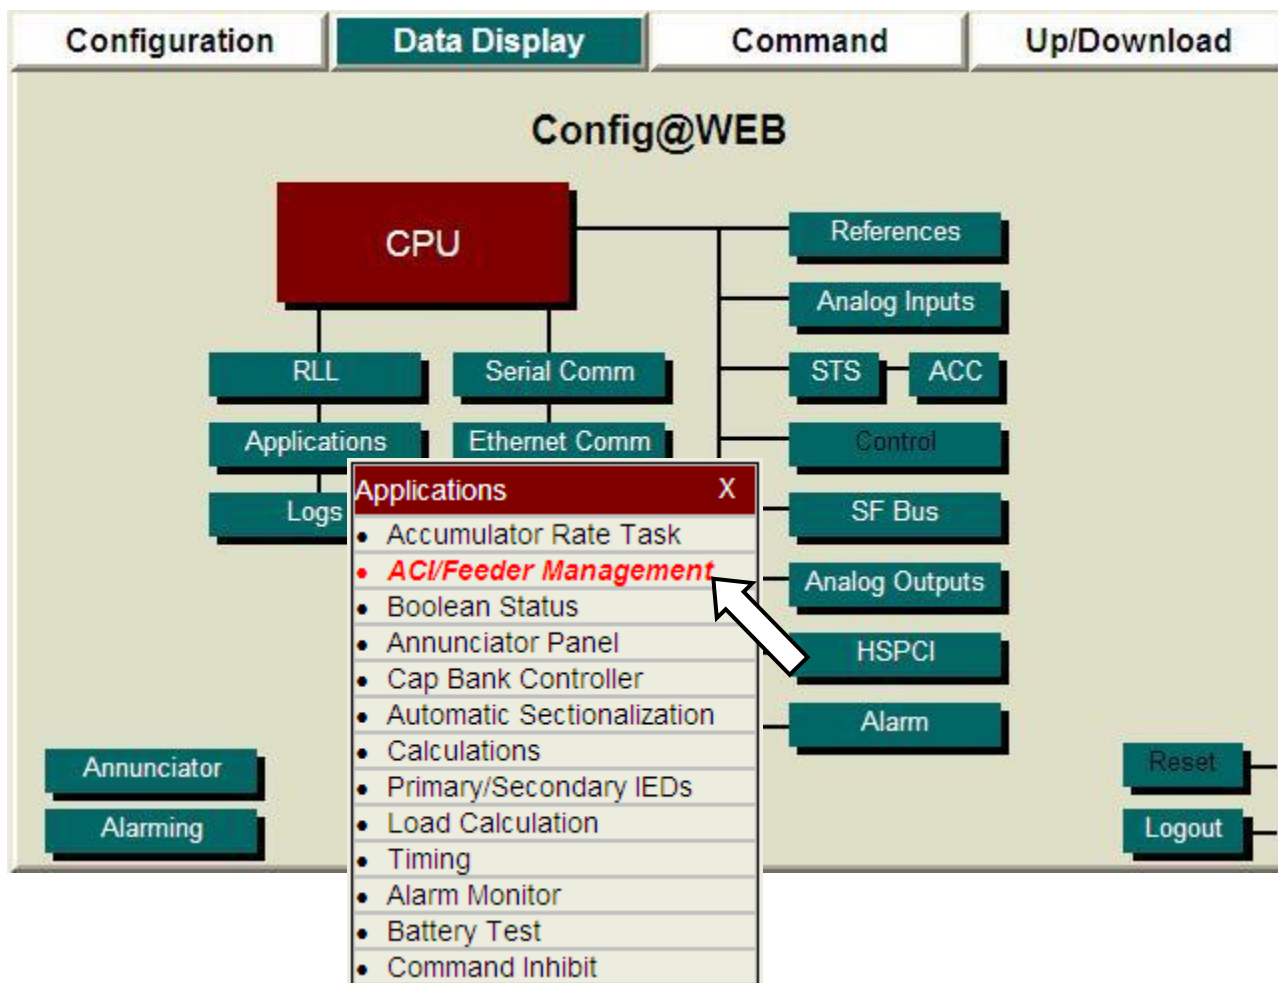 Configuration Data Display Command Up/Download
Config@WEB
CPU
References
Analog Inputs
RLL Serial Comm STS ACC
Applications Ethernet Comm Control
Logs SF Bus
Applications X
Accumulator Rate Task
ACI/Feeder Management
Analog Outputs
Boolean Status
Annunciator Panel
HSPCI
Cap Bank Controller
Automatic Sectionalization
Alarm
Calculations
Annunciator Reset
Primary/Secondary IEDs
Load Calculation
Alarming Logout
Timing
Alarm Monitor
Battery Test
Command Inhibit